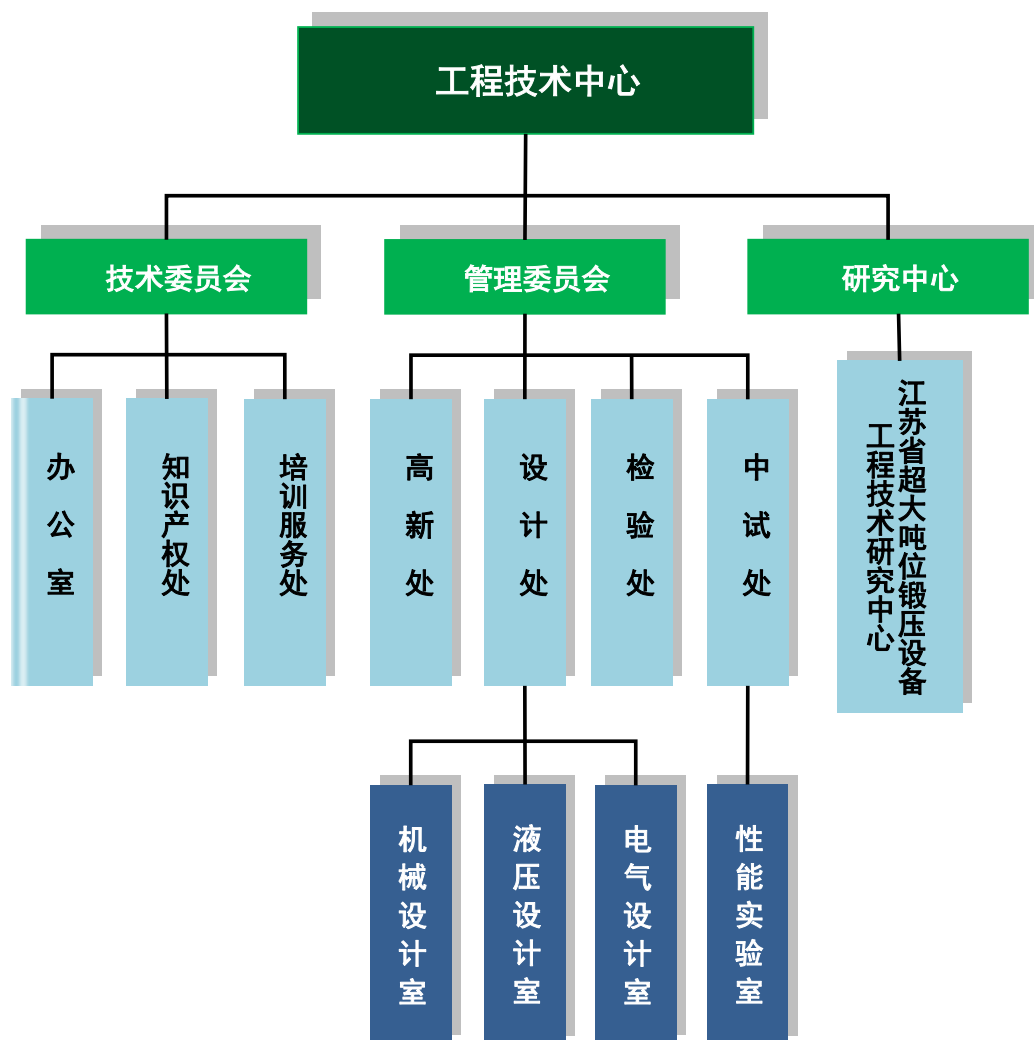 工程技术中心
技术委员会
管理委员会
研究中心
办公室
知识产权处
培训服务处
高新处
设计处
检验处
中试处
江苏省超大吨位锻压设备
工程技术研究中心
机械设计室
液压设计室
电气设计室
性能实验室